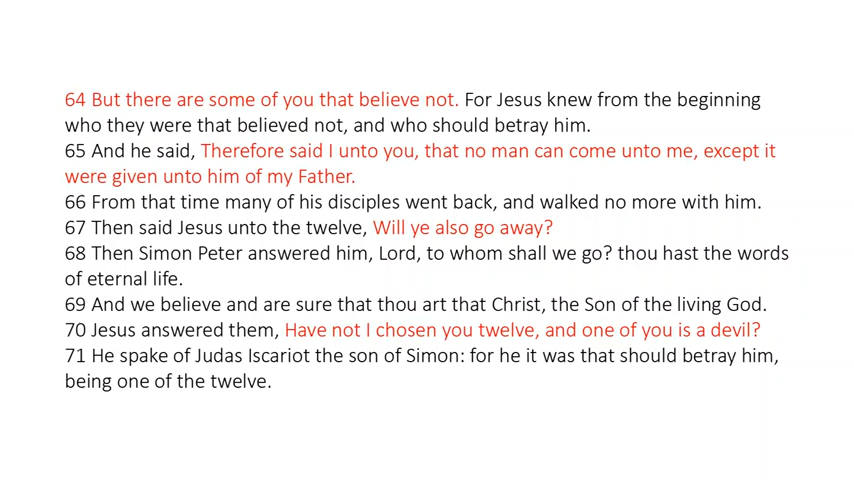 64 But there are some of you that believe not. For Jesus knew from the beginning
who they were that believed not, and who should betray him.
65 And he said, Therefore said I unto you, that no man can come unto me, except it
were given unto him of my Father.
66 From that time many of his disciples went back, and walked no more with him.
67 Then said Jesus unto the twelve, Will ye also go away?
68 Then Simon Peter answered him, Lord, to whom shall we go? thou hast the words
of eternal life.
69 And we believe and are sure that thou art that Christ, the Son of the living God.
70 Jesus answered them, Have not I chosen you twelve, and one of you is a devil?
71 He spake of Judas Iscariot the son of Simon: for he it was that should betray him,
being one of the twelve.